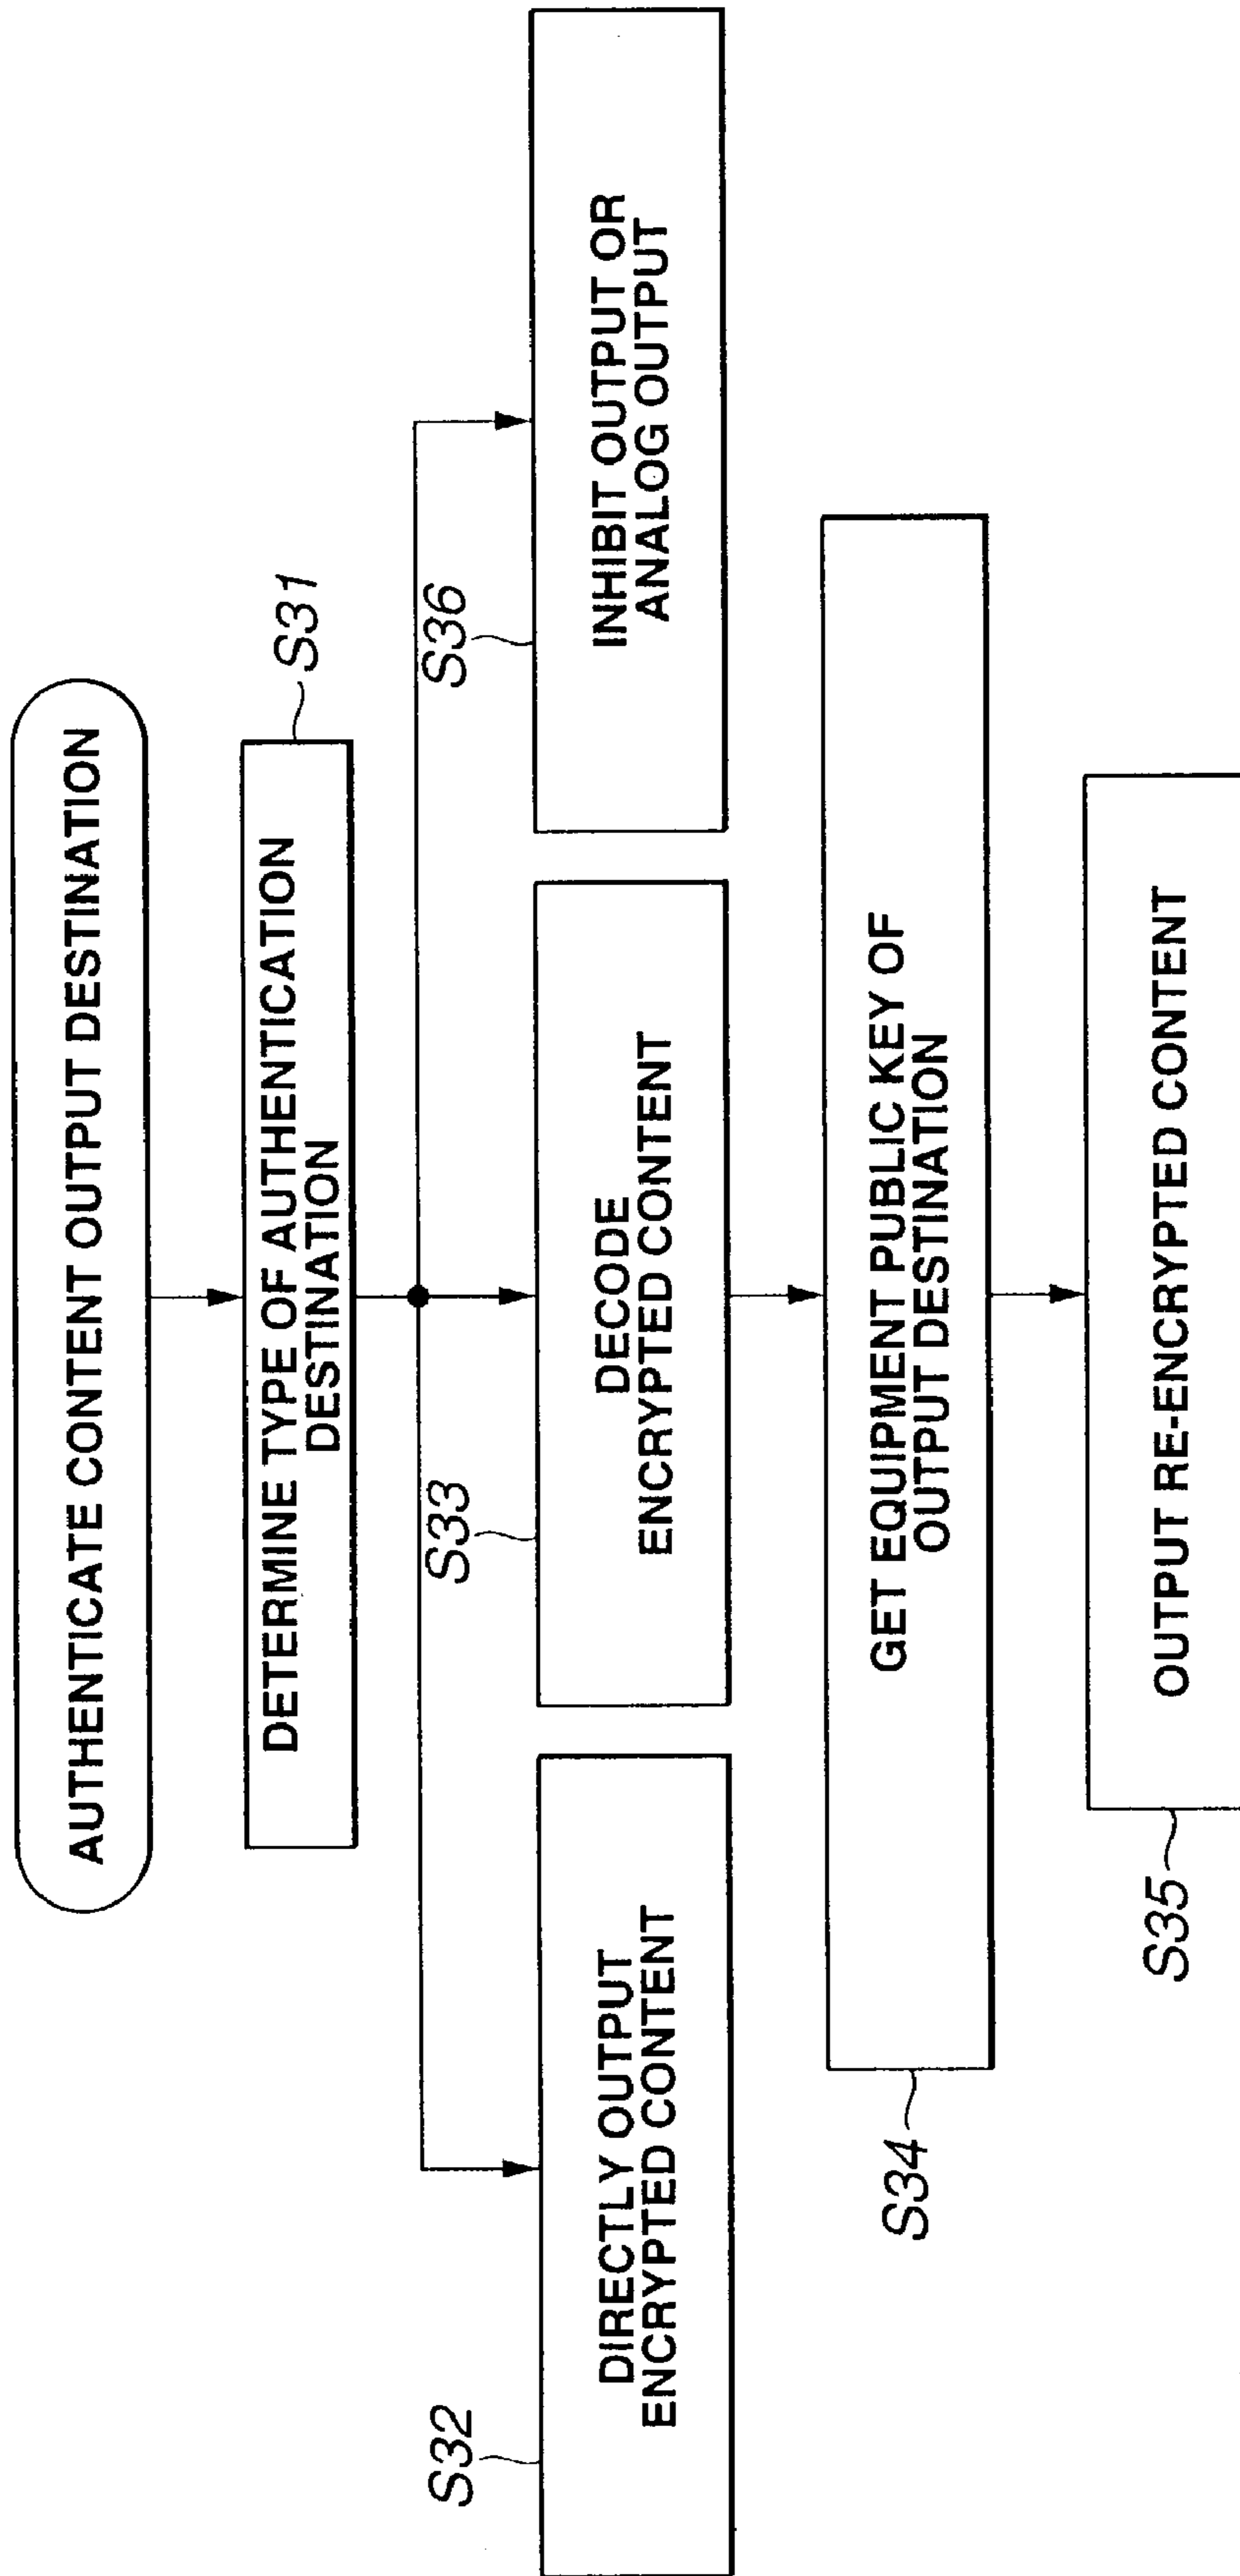 AUTHENTICATE CONTENT OUTPUT DESTINATION
DETERMINE TYPE OF AUTHENTICATION
DESTINATION
S31
S32
DIRECTLY OUTPUT
ENCRYPTED CONTENT
S33
DECODE
ENCRYPTED CONTENT
S36
INHIBIT OUTPUT OR
ANALOG OUTPUT
S34
GET EQUIPMENT PUBLIC KEY OF
OUTPUT DESTINATION
S35
OUTPUT RE-ENCRYPTED CONTENT